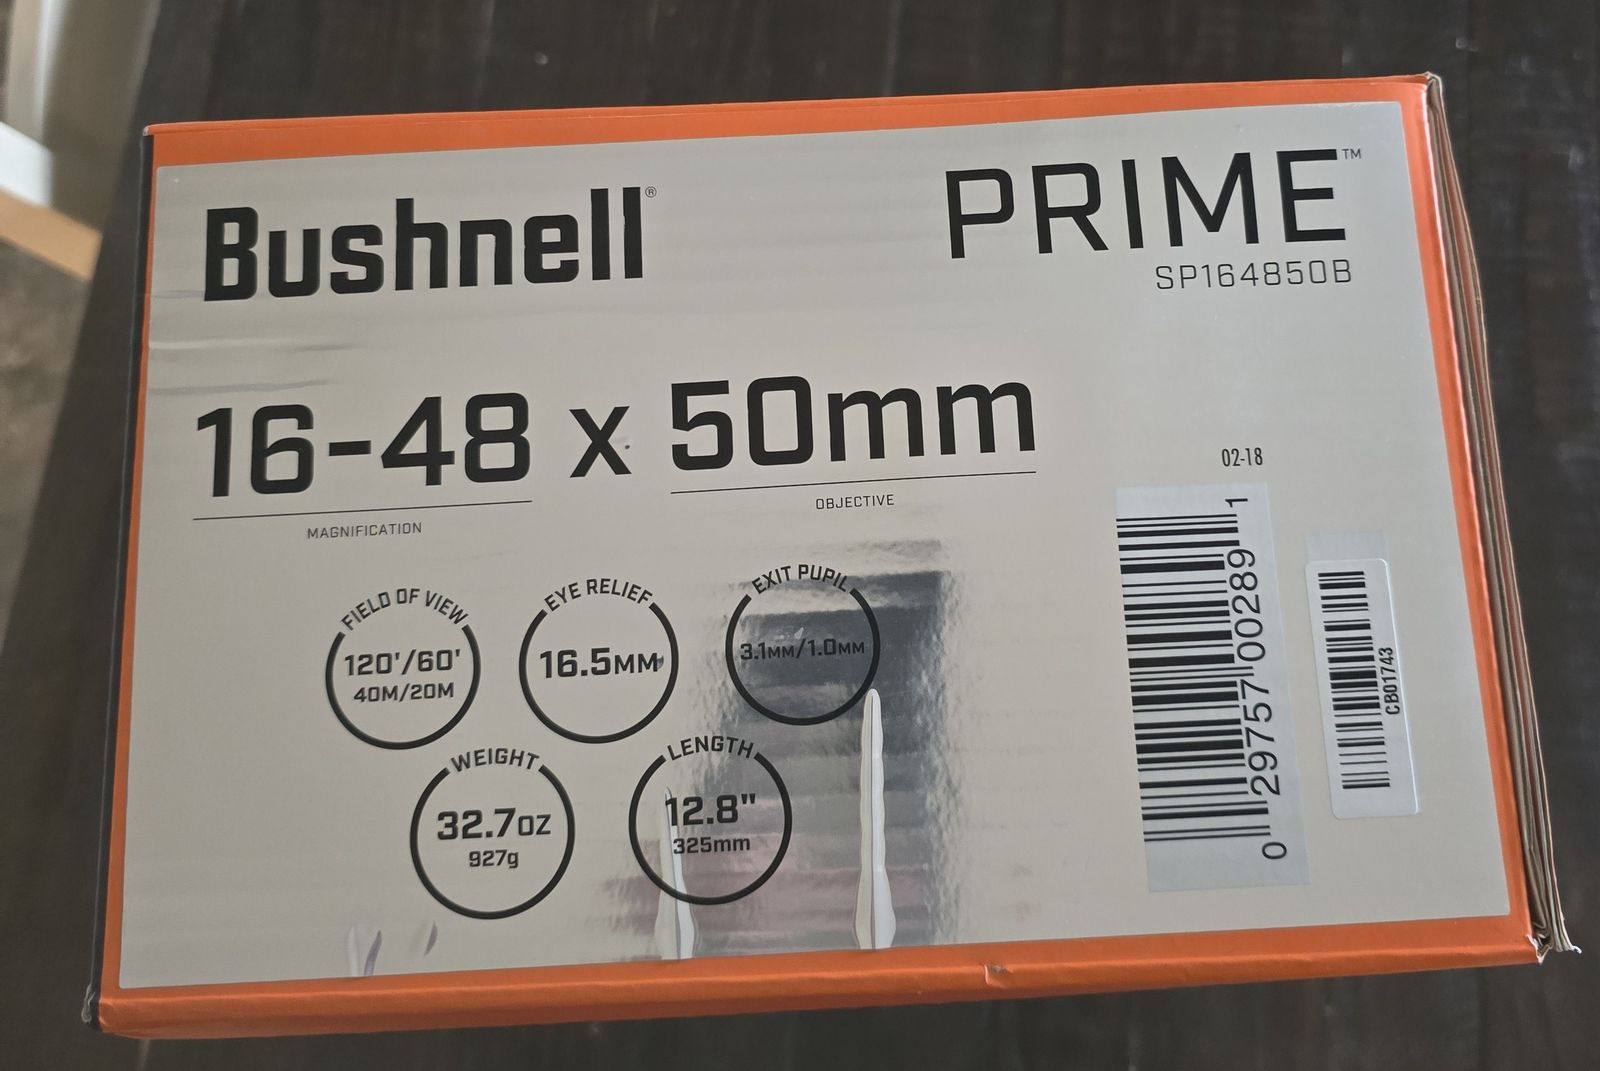 Bushnell®
PRIME™
SP164850B
16-48 x 50mm
MAGNIFICATION
OBJECTIVE
02-18
FIELD OF VIEW
120'/60'
40M/20M
EYE RELIEF
16.5MM
EXIT PUPIL
3.1MM/1.0MM
WEIGHT
32.7OZ
927g
LENGTH
12.8"
325mm
0 29757 00289 1
CB01743